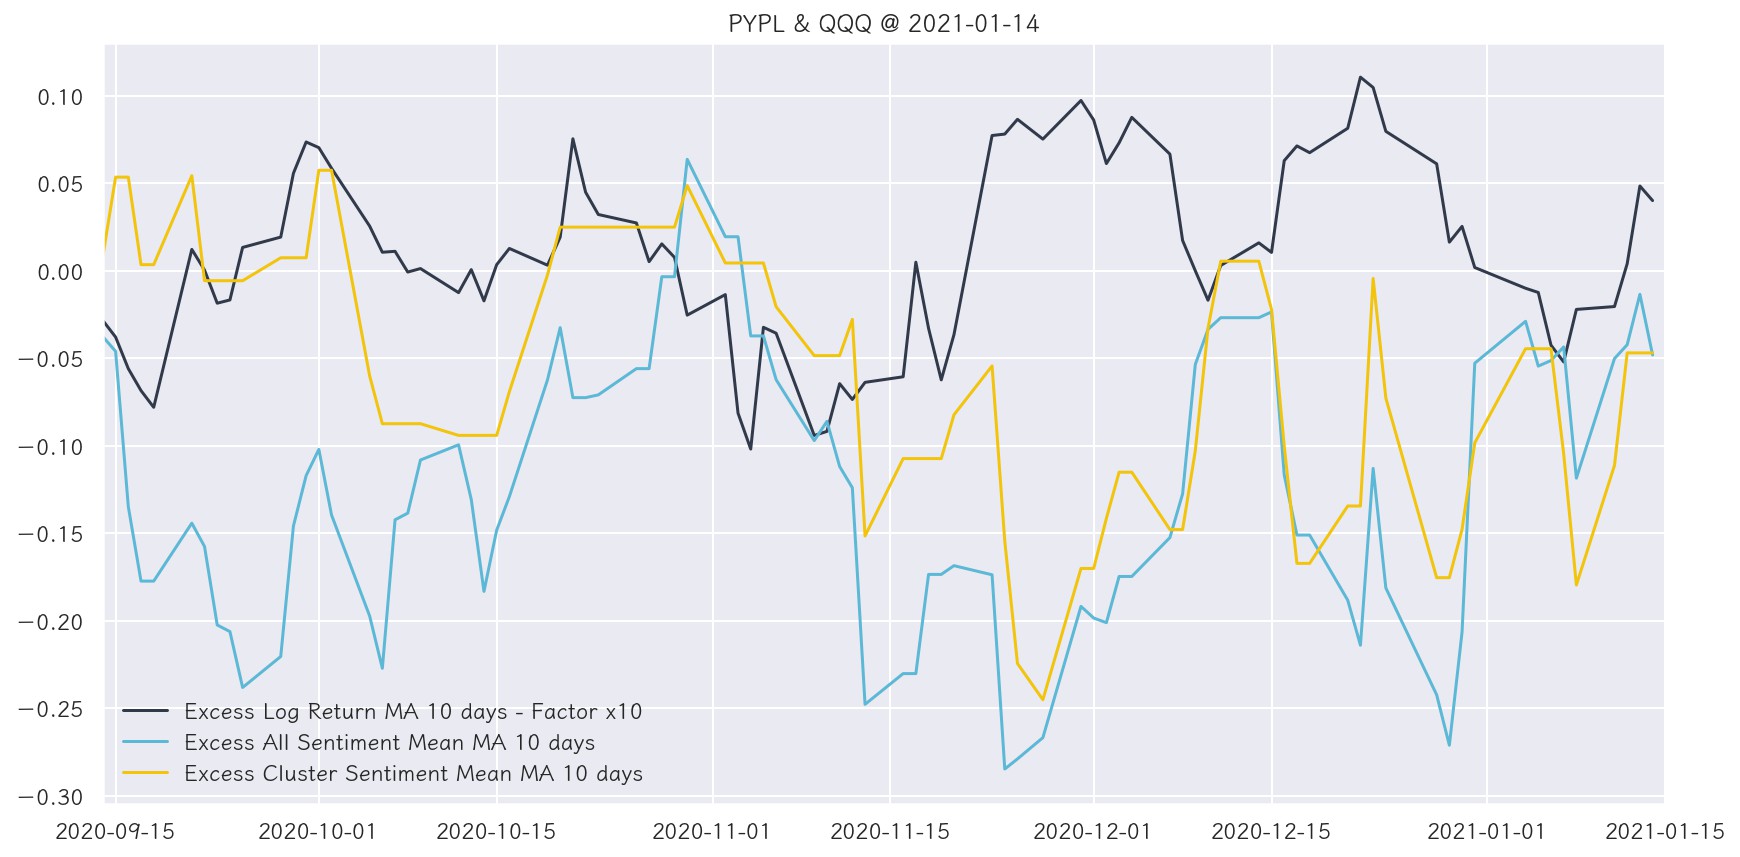 PYPL & QQQ @ 2021-01-14
0.10
0.05
0.00
−0.05
−0.10
−0.15
−0.20
−0.25
−0.30
Excess Log Return MA 10 days - Factor x10
Excess All Sentiment Mean MA 10 days
Excess Cluster Sentiment Mean MA 10 days
2020-09-15 2020-10-01 2020-10-15 2020-11-01 2020-11-15 2020-12-01 2020-12-15 2021-01-01 2021-01-15